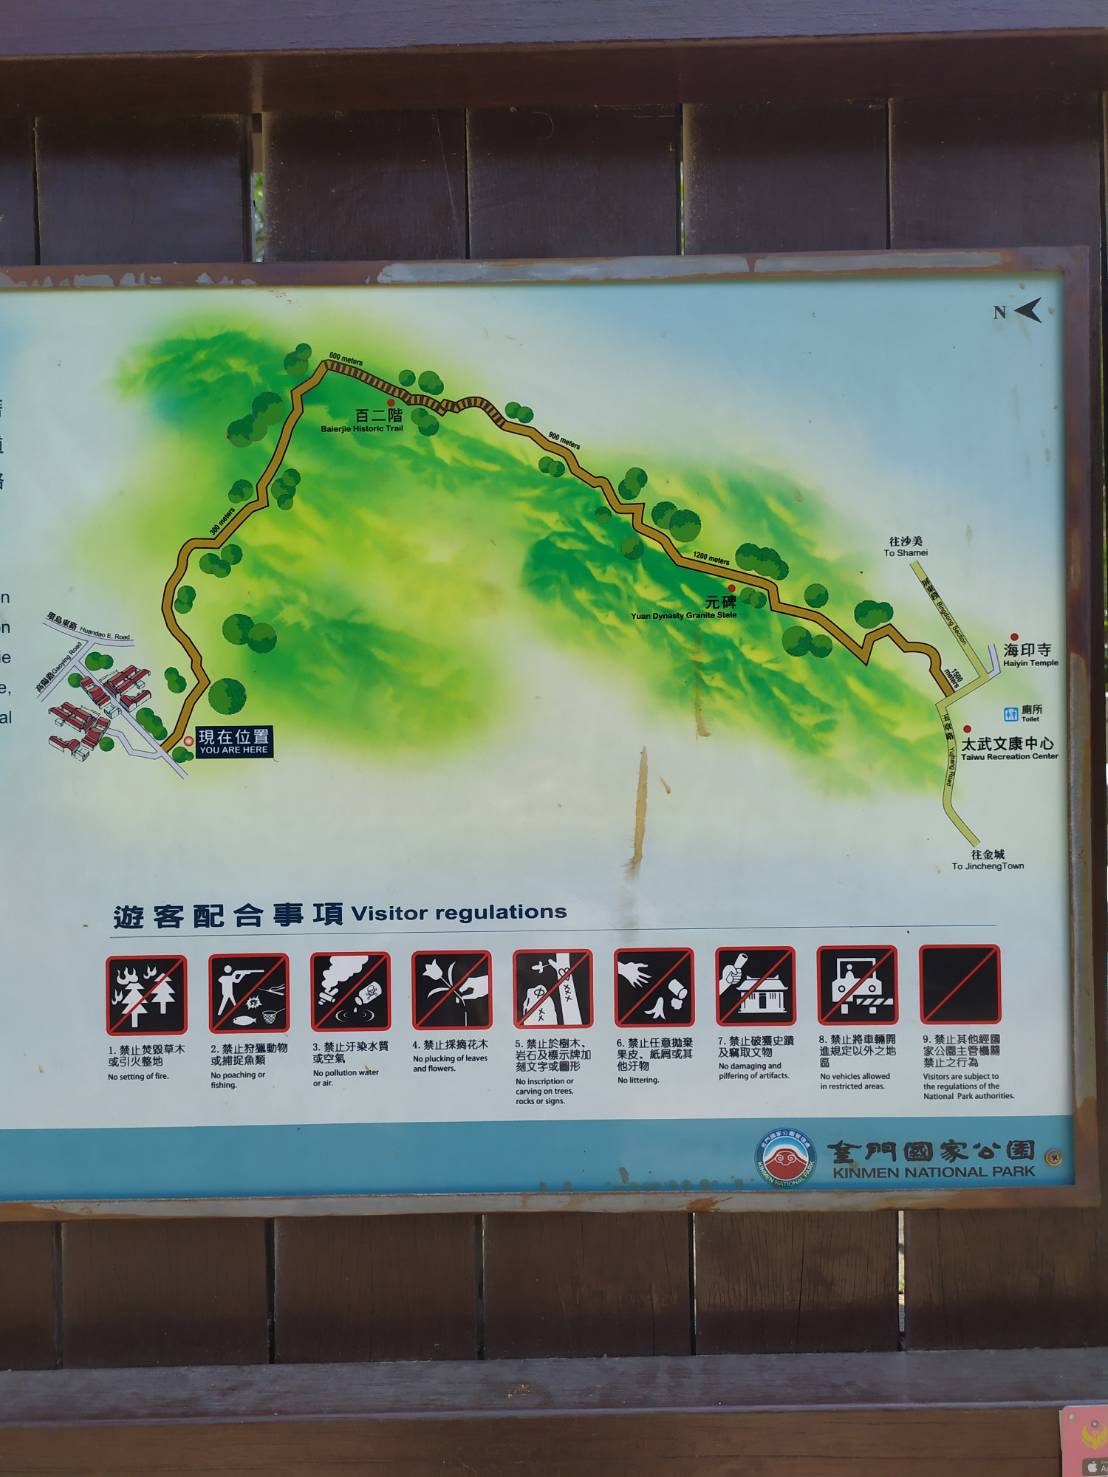 N
600 meters
百二階
Baierjie Historic Trail
900 meters
300 meters
1200 meters
元碑
Yuan Dynasty Granite Stele
往沙美
To Shamei
海印寺
Haiyin Temple
1500
meters
廁所
Toilet
太武文康中心
Taiwu Recreation Center
往金城
To JinchengTown
環島東路 Huandao E. Road
高陽路 Gaoyang Road
現在位置
YOU ARE HERE
遊客配合事項 Visitor regulations
1. 禁止焚毀草木
或引火整地
No setting of fire.
2. 禁止狩獵動物
或捕捉魚類
No poaching or
fishing.
3. 禁止汙染水質
或空氣
No pollution water
or air.
4. 禁止採摘花木
No plucking of leaves
and flowers.
5. 禁止於樹木、
岩石及標示牌加
刻文字或圖形
No inscription or
carving on trees,
rocks or signs.
6. 禁止任意拋棄
果皮、紙屑或其
他汙物
No littering.
7. 禁止破獲史蹟
及竊取文物
No damaging and
pilfering of artifacts.
8. 禁止將車輛開
進規定以外之地
區
No vehicles allowed
in restricted areas.
9. 禁止其他經國
家公園主管機關
禁止之行為
Visitors are subject to
the regulations of the
National Park authorities.
金門國家公園
KINMEN NATIONAL PARK